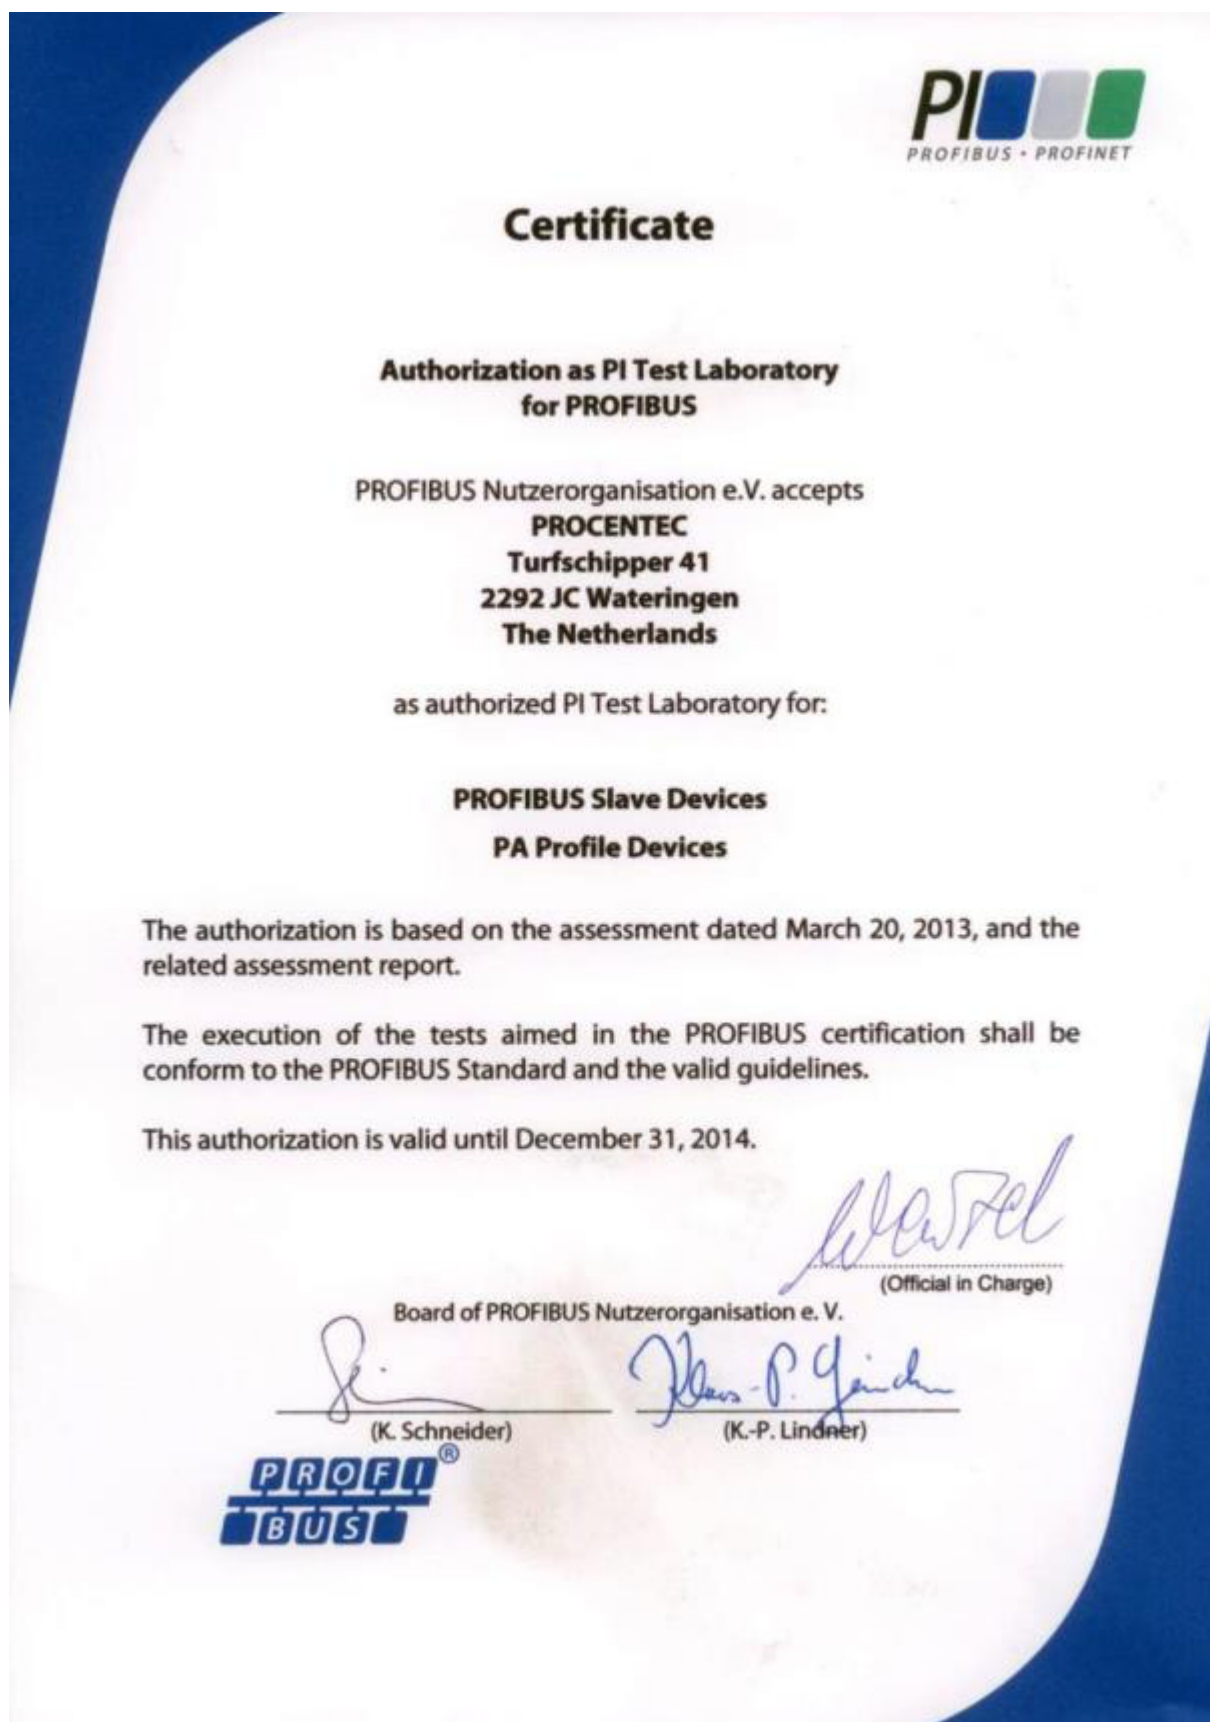 PI
PROFIBUS • PROFINET
Certificate
Authorization as PI Test Laboratory
for PROFIBUS
PROFIBUS Nutzerorganisation e.V. accepts
PROCENTEC
Turfschipper 41
2292 JC Wateringen
The Netherlands
as authorized PI Test Laboratory for:
PROFIBUS Slave Devices
PA Profile Devices
The authorization is based on the assessment dated March 20, 2013, and the
related assessment report.
The execution of the tests aimed in the PROFIBUS certification shall be
conform to the PROFIBUS Standard and the valid guidelines.
This authorization is valid until December 31, 2014.
(Official in Charge)
Board of PROFIBUS Nutzerorganisation e. V.
Klaus-P.
(K. Schneider) (K.-P. Lindner)
PROFI®
BUS